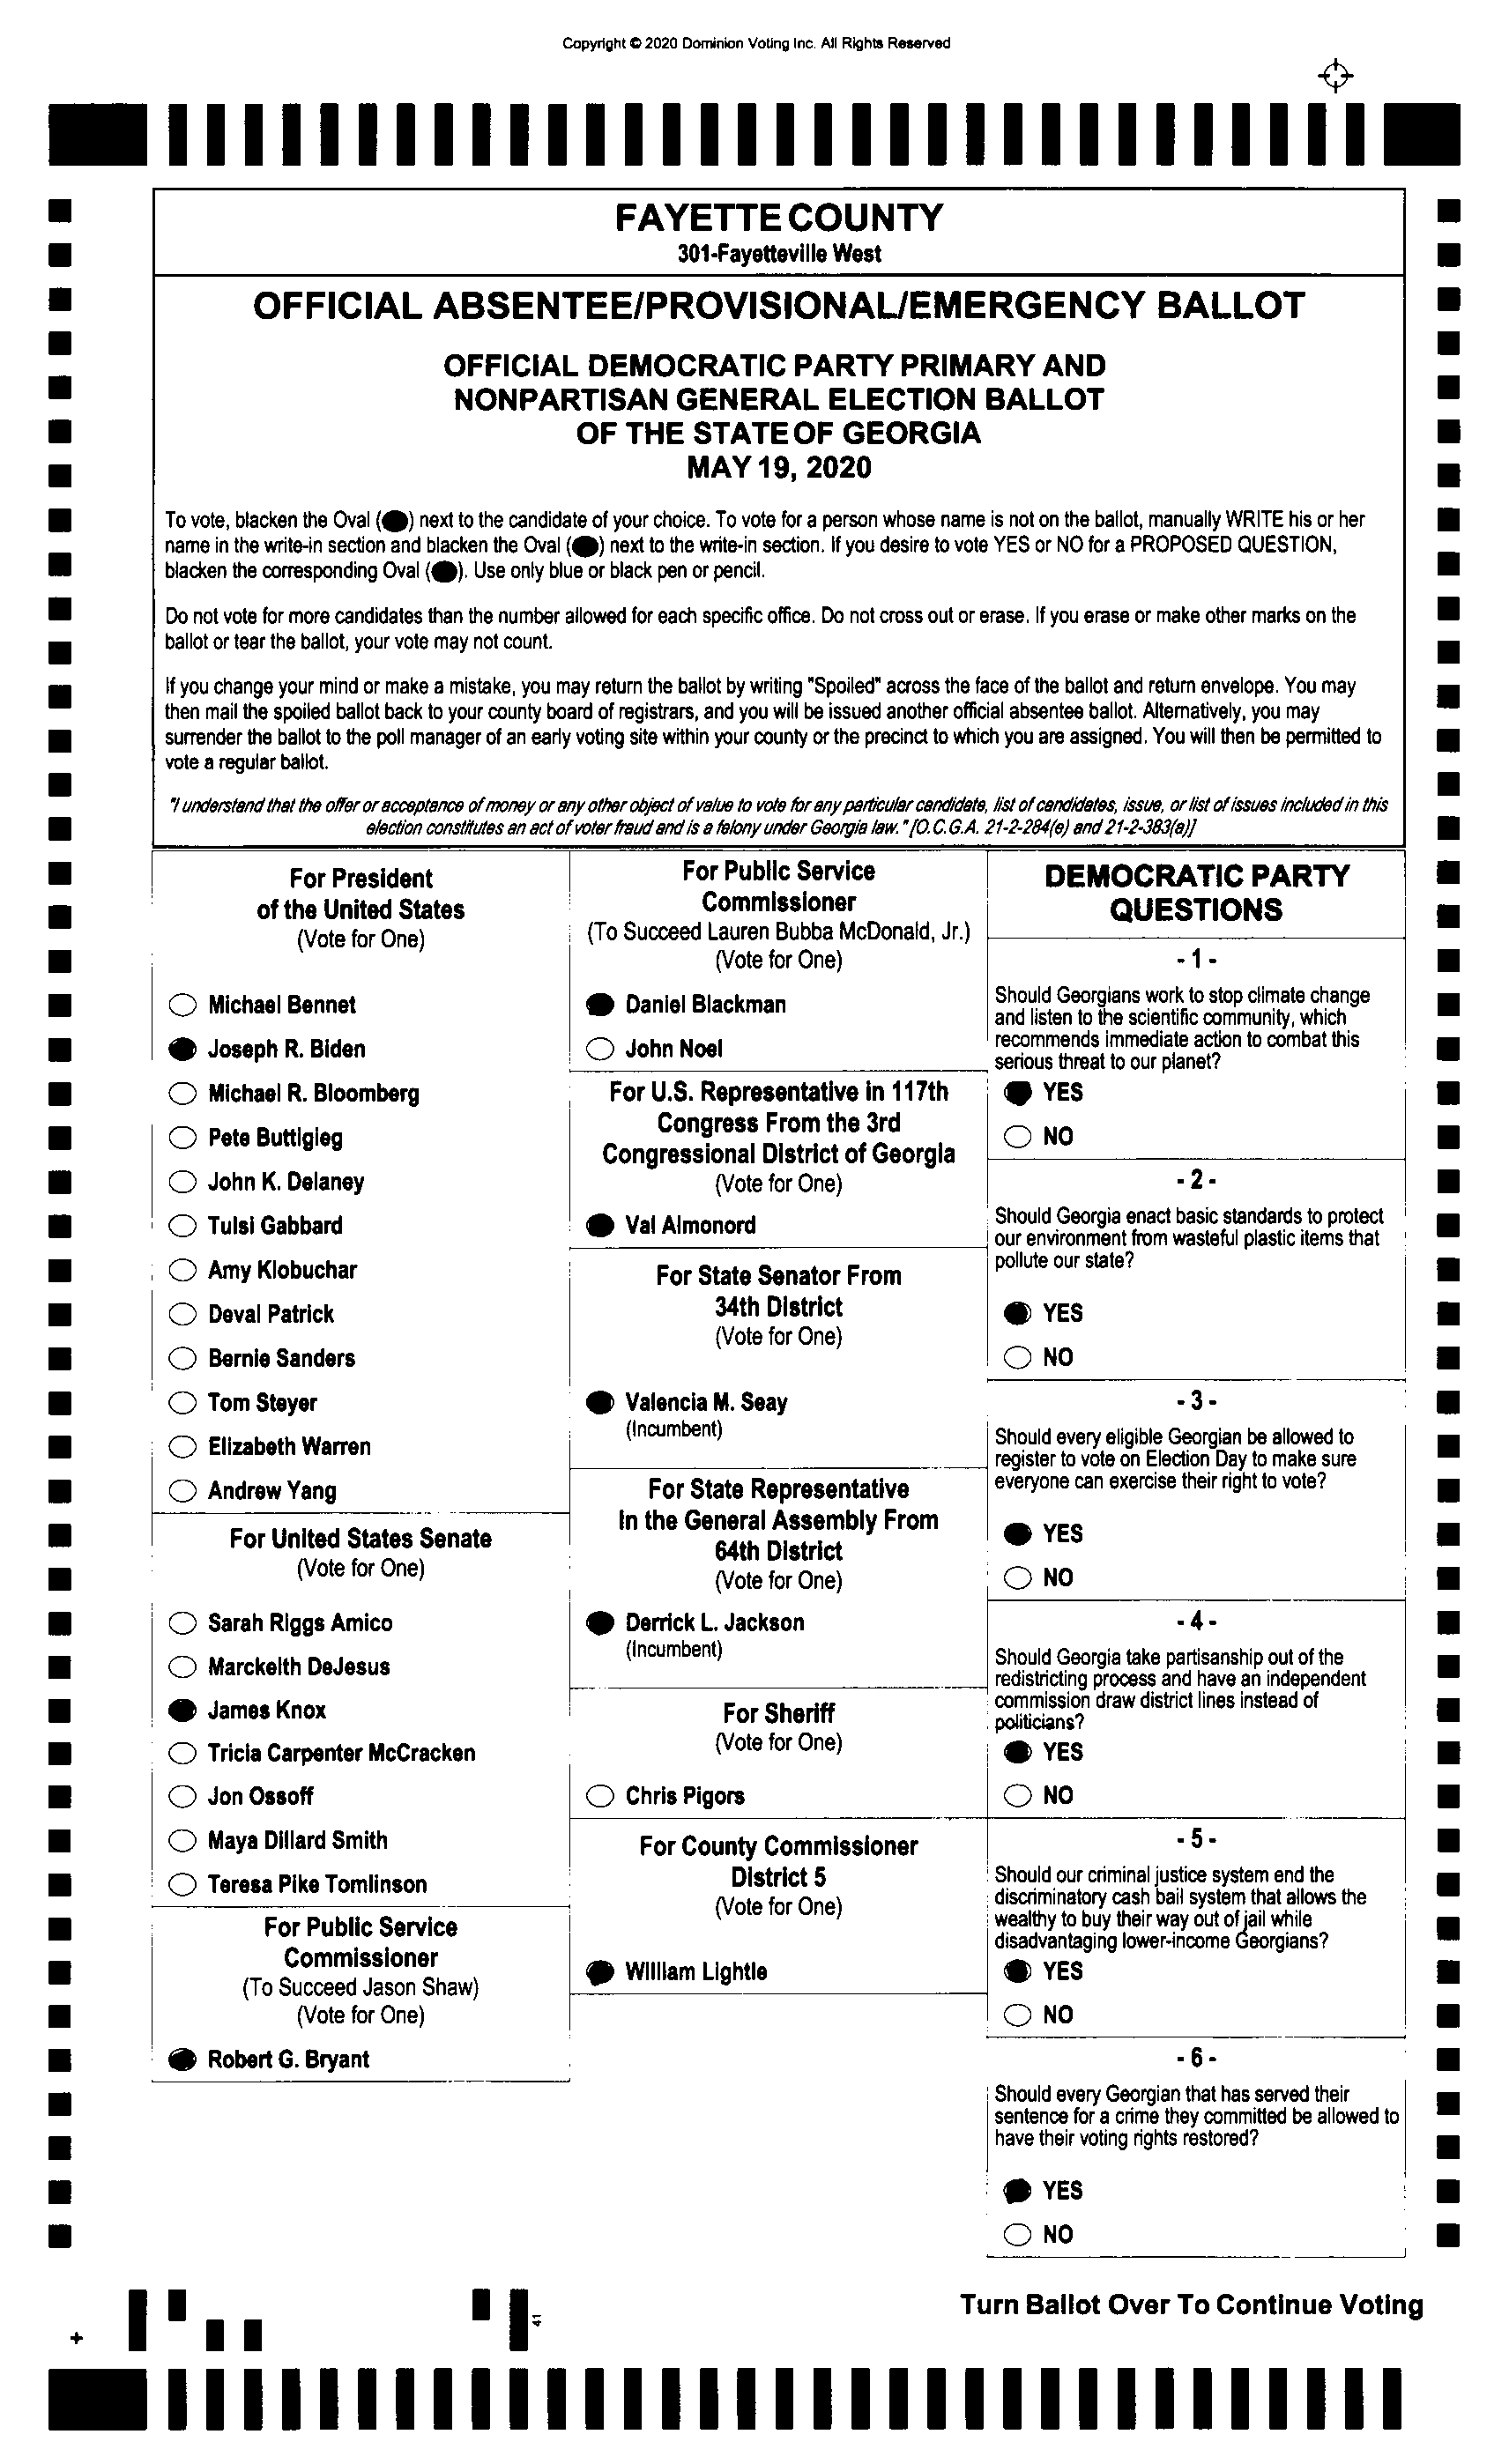 Copyright © 2020 Dominion Voting Inc. All Rights Reserved
FAYETTE COUNTY
301-Fayetteville West
OFFICIAL ABSENTEE/PROVISIONAL/EMERGENCY BALLOT
OFFICIAL DEMOCRATIC PARTY PRIMARY AND
NONPARTISAN GENERAL ELECTION BALLOT
OF THE STATE OF GEORGIA
MAY 19, 2020
To vote, blacken the Oval ( ) next to the candidate of your choice. To vote for a person whose name is not on the ballot, manually WRITE his or her
name in the write-in section and blacken the Oval ( ) next to the write-in section. If you desire to vote YES or NO for a PROPOSED QUESTION,
blacken the corresponding Oval ( ). Use only blue or black pen or pencil.
Do not vote for more candidates than the number allowed for each specific office. Do not cross out or erase. If you erase or make other marks on the
ballot or tear the ballot, your vote may not count.
If you change your mind or make a mistake, you may return the ballot by writing "Spoiled" across the face of the ballot and return envelope. You may
then mail the spoiled ballot back to your county board of registrars, and you will be issued another official absentee ballot. Alternatively, you may
surrender the ballot to the poll manager of an early voting site within your county or the precinct to which you are assigned. You will then be permitted to
vote a regular ballot.
"I understand that the offer or acceptance of money or any other object of value to vote for any particular candidate, list of candidates, issue, or list of issues included in this
election constitutes an act of voter fraud and is a felony under Georgia law." [O.C.G.A. 21-2-284(e) and 21-2-383(a)]
For President
of the United States
(Vote for One)
Michael Bennet
Joseph R. Biden
Michael R. Bloomberg
Pete Buttigieg
John K. Delaney
Tulsi Gabbard
Amy Klobuchar
Deval Patrick
Bernie Sanders
Tom Steyer
Elizabeth Warren
Andrew Yang
For United States Senate
(Vote for One)
Sarah Riggs Amico
Marckeith DeJesus
James Knox
Tricia Carpenter McCracken
Jon Ossoff
Maya Dillard Smith
Teresa Pike Tomlinson
For Public Service
Commissioner
(To Succeed Jason Shaw)
(Vote for One)
Robert G. Bryant
For Public Service
Commissioner
(To Succeed Lauren Bubba McDonald, Jr.)
(Vote for One)
Daniel Blackman
John Noel
For U.S. Representative in 117th
Congress From the 3rd
Congressional District of Georgia
(Vote for One)
Val Almonord
For State Senator From
34th District
(Vote for One)
Valencia M. Seay
(Incumbent)
For State Representative
In the General Assembly From
64th District
(Vote for One)
Derrick L. Jackson
(Incumbent)
For Sheriff
(Vote for One)
Chris Pigors
For County Commissioner
District 5
(Vote for One)
William Lightle
DEMOCRATIC PARTY
QUESTIONS
- 1 -
Should Georgians work to stop climate change
and listen to the scientific community, which
recommends immediate action to combat this
serious threat to our planet?
YES
NO
- 2 -
Should Georgia enact basic standards to protect
our environment from wasteful plastic items that
pollute our state?
YES
NO
- 3 -
Should every eligible Georgian be allowed to
register to vote on Election Day to make sure
everyone can exercise their right to vote?
YES
NO
- 4 -
Should Georgia take partisanship out of the
redistricting process and have an independent
commission draw district lines instead of
politicians?
YES
NO
- 5 -
Should our criminal justice system end the
discriminatory cash bail system that allows the
wealthy to buy their way out of jail while
disadvantaging lower-income Georgians?
YES
NO
- 6 -
Should every Georgian that has served their
sentence for a crime they committed be allowed to
have their voting rights restored?
YES
NO
Turn Ballot Over To Continue Voting
+
41